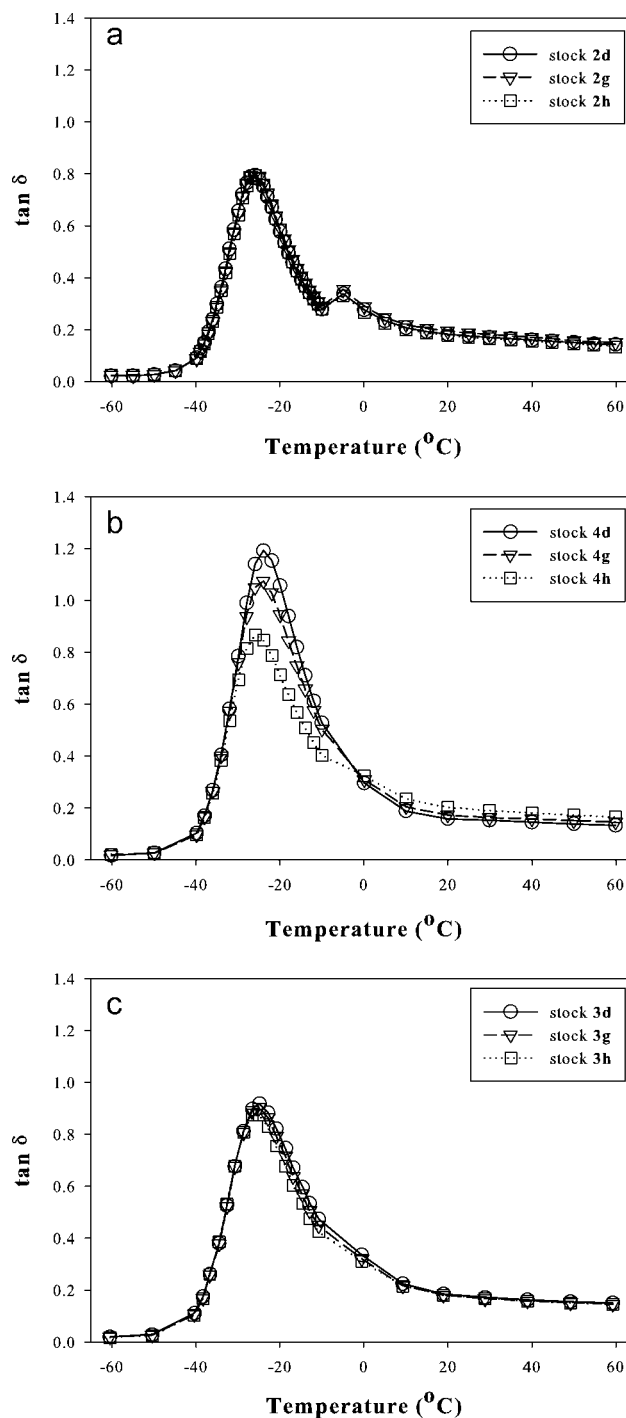 a
stock 2d
stock 2g
stock 2h
1.4
1.2
1.0
0.8
0.6
0.4
0.2
0.0
tan δ
-60 -40 -20 0 20 40 60
Temperature (°C)
b
stock 4d
stock 4g
stock 4h
1.4
1.2
1.0
0.8
0.6
0.4
0.2
0.0
tan δ
-60 -40 -20 0 20 40 60
Temperature (°C)
c
stock 3d
stock 3g
stock 3h
1.4
1.2
1.0
0.8
0.6
0.4
0.2
0.0
tan δ
-60 -40 -20 0 20 40 60
Temperature (°C)